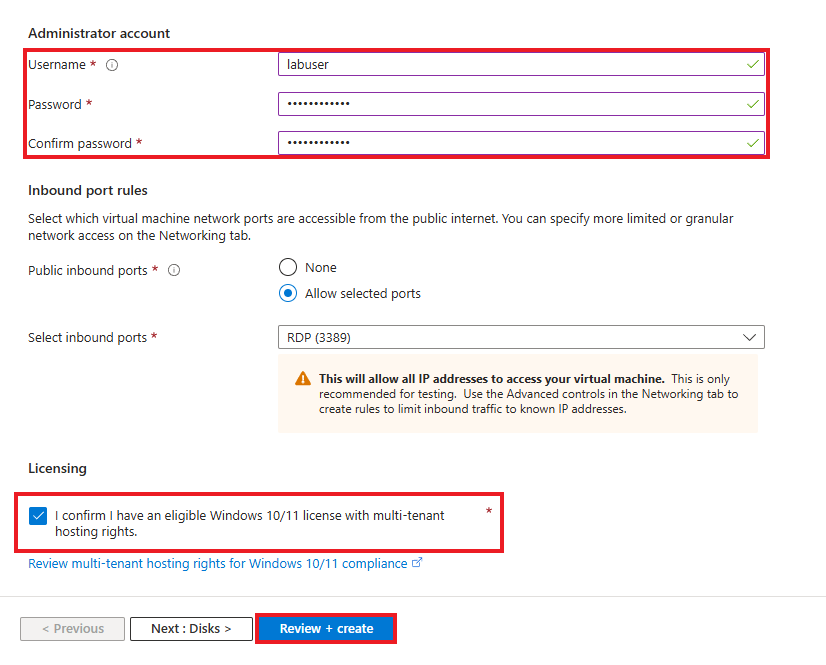 Administrator account
Username *
labuser
Password *
••••••••••••
Confirm password *
••••••••••••
Inbound port rules
Select which virtual machine network ports are accessible from the public internet. You can specify more limited or granular
network access on the Networking tab.
Public inbound ports *
None
Allow selected ports
Select inbound ports *
RDP (3389)
This will allow all IP addresses to access your virtual machine. This is only
recommended for testing. Use the Advanced controls in the Networking tab to
create rules to limit inbound traffic to known IP addresses.
Licensing
I confirm I have an eligible Windows 10/11 license with multi-tenant *
hosting rights.
Review multi-tenant hosting rights for Windows 10/11 compliance
< Previous
Next : Disks >
Review + create